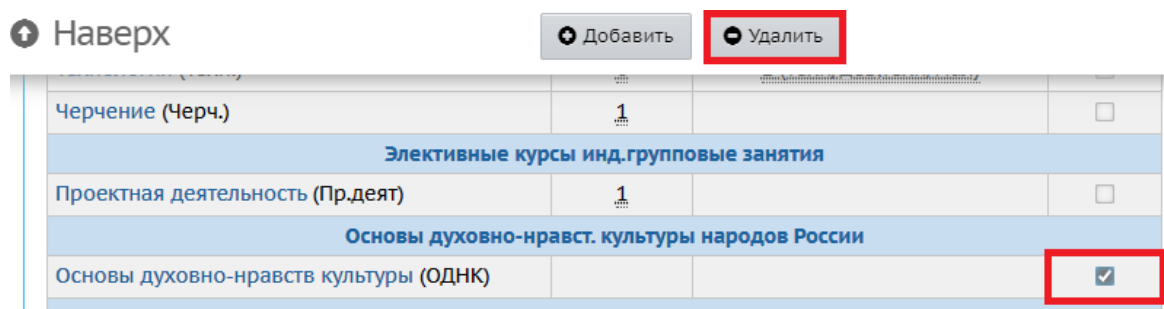 Наверх Добавить Удалить
Черчение (Черч.) 1
Элективные курсы инд.групповые занятия
Проектная деятельность (Пр.деят) 1
Основы духовно-нравст. культуры народов России
Основы духовно-нравств культуры (ОДНК)